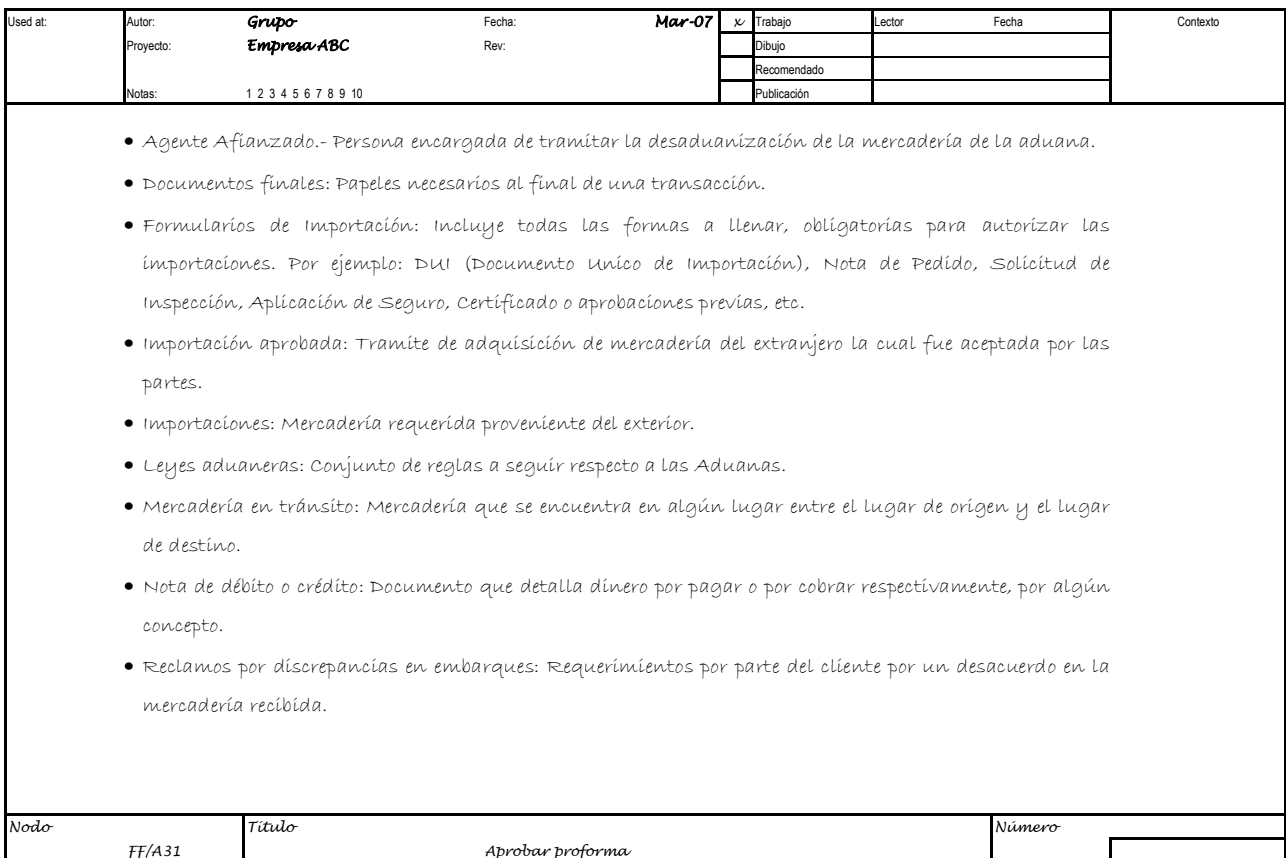 Used at: Autor: Grupo Fecha: Mar-07 x Trabajo Lector Fecha Contexto
Proyecto: Empresa ABC Rev: Dibujo
Recomendado
Notas: 1 2 3 4 5 6 7 8 9 10 Publicación
• Agente Afianzado.- Persona encargada de tramitar la desaduanización de la mercadería de la aduana.
• Documentos finales: Papeles necesarios al final de una transacción.
• Formularios de Importación: Incluye todas las formas a llenar, obligatorias para autorizar las
importaciones. Por ejemplo: DUI (Documento Unico de Importación), Nota de Pedido, Solicitud de
Inspección, Aplicación de Seguro, Certificado o aprobaciones previas, etc.
• Importación aprobada: Tramite de adquisición de mercadería del extranjero la cual fue aceptada por las
partes.
• Importaciones: Mercadería requerida proveniente del exterior.
• Leyes aduaneras: Conjunto de reglas a seguir respecto a las Aduanas.
• Mercadería en tránsito: Mercadería que se encuentra en algún lugar entre el lugar de origen y el lugar
de destino.
• Nota de débito o crédito: Documento que detalla dinero por pagar o por cobrar respectivamente, por algún
concepto.
• Reclamos por discrepancias en embarques: Requerimientos por parte del cliente por un desacuerdo en la
mercadería recibida.
Nodo Título Número
FF/A31 Aprobar proforma